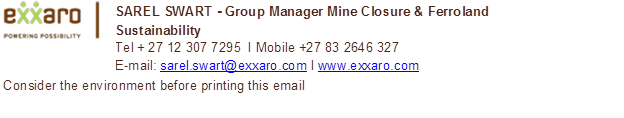 exxaro
POWERING POSSIBILITY
SAREL SWART - Group Manager Mine Closure & Ferroland
Sustainability
Tel + 27 12 307 7295 I Mobile +27 83 2646 327
E-mail: sarel.swart@exxaro.com I www.exxaro.com
Consider the environment before printing this email